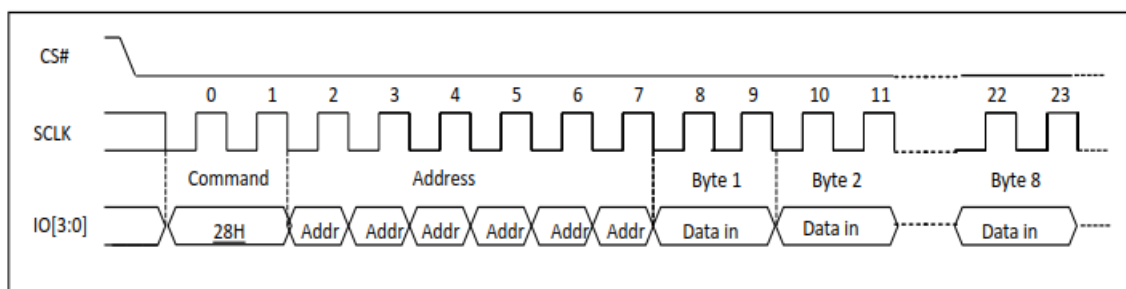 CS#
0 1 2 3 4 5 6 7 8 9 10 11 22 23
SCLK
Command Address Byte 1 Byte 2 Byte 8
IO[3:0] 28H Addr Addr Addr Addr Addr Addr Data in Data in Data in